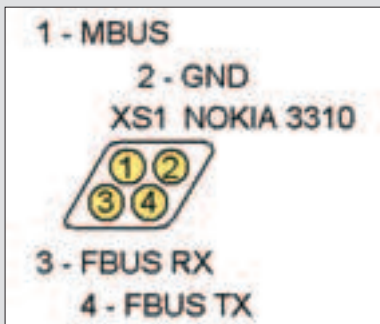 1 - MBUS
2 - GND
XS1 NOKIA 3310
1 2
3 4
3 - FBUS RX
4 - FBUS TX